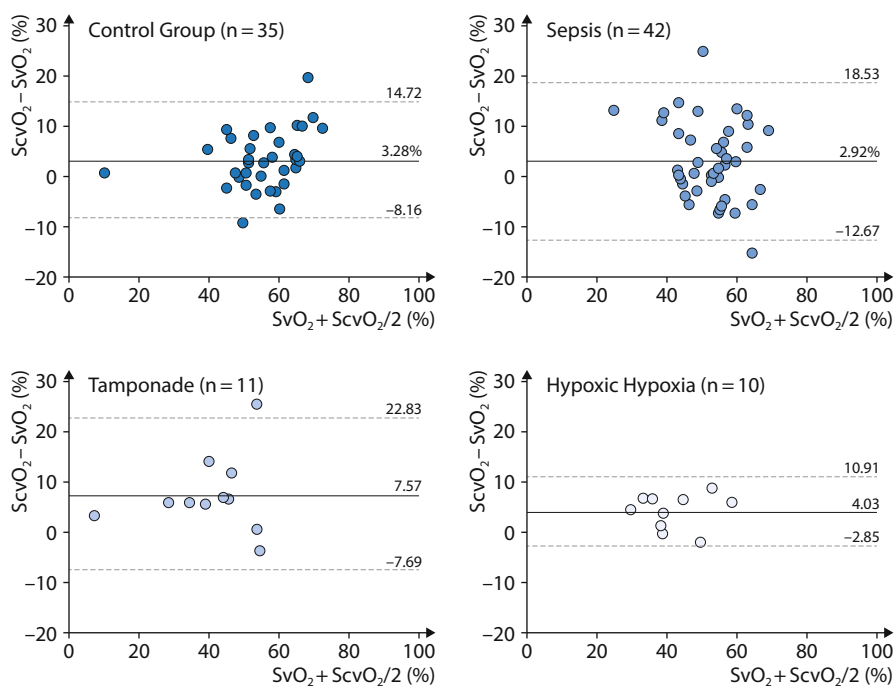 Control Group (n = 35)
ScvO₂ – SvO₂ (%)
30
20
10
0
–10
–20
14.72
3.28%
–8.16
0 20 40 60 80 100
SvO₂ + ScvO₂/2 (%)
Sepsis (n = 42)
ScvO₂ – SvO₂ (%)
30
20
10
0
–10
–20
18.53
2.92%
–12.67
0 20 40 60 80 100
SvO₂ + ScvO₂/2 (%)
Tamponade (n = 11)
ScvO₂ – SvO₂ (%)
30
20
10
0
–10
–20
22.83
7.57
–7.69
0 20 40 60 80 100
SvO₂ + ScvO₂/2 (%)
Hypoxic Hypoxia (n = 10)
ScvO₂ – SvO₂ (%)
30
20
10
0
–10
–20
10.91
4.03
–2.85
0 20 40 60 80 100
SvO₂ + ScvO₂/2 (%)